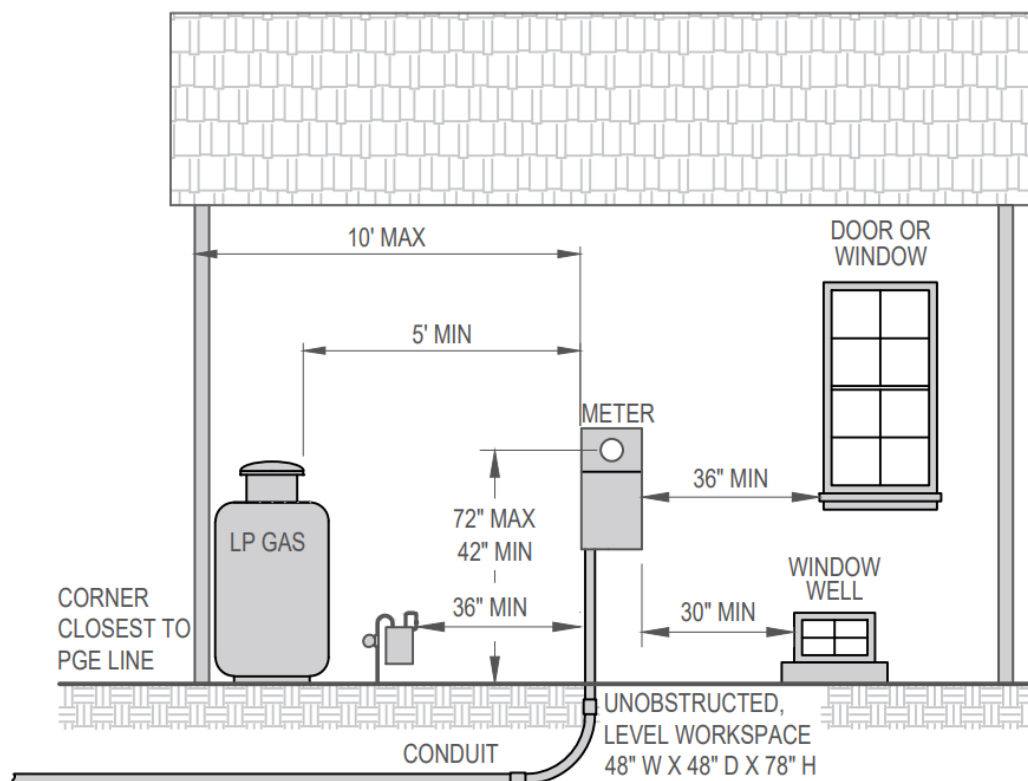 10' MAX
DOOR OR
WINDOW
5' MIN
METER
36" MIN
72" MAX
42" MIN
LP GAS
WINDOW
WELL
CORNER
CLOSEST TO
PGE LINE
36" MIN
30" MIN
UNOBSTRUCTED,
LEVEL WORKSPACE
48" W X 48" D X 78" H
CONDUIT